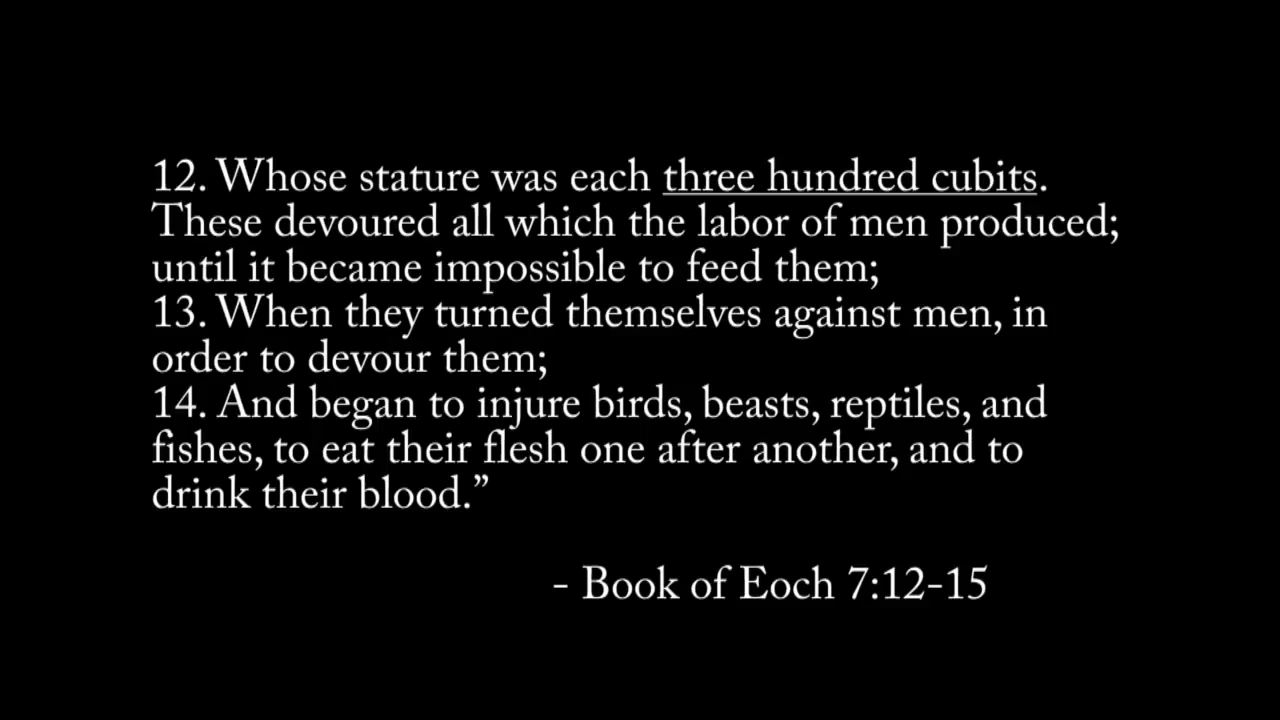 12. Whose stature was each three hundred cubits.
These devoured all which the labor of men produced;
until it became impossible to feed them;
13. When they turned themselves against men, in
order to devour them;
14. And began to injure birds, beasts, reptiles, and
fishes, to eat their flesh one after another, and to
drink their blood.”
- Book of Eoch 7:12-15